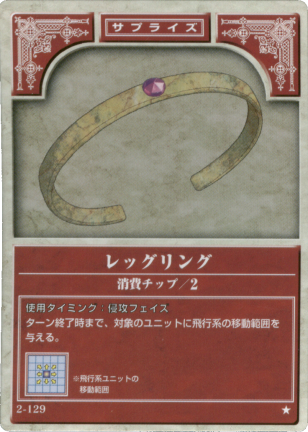 サプライズ
レッグリング
消費チップ／2
使用タイミング：侵攻フェイズ
ターン終了時まで、対象のユニットに飛行系の移動範囲を
与える。
※飛行系ユニットの
移動範囲
2-129
★